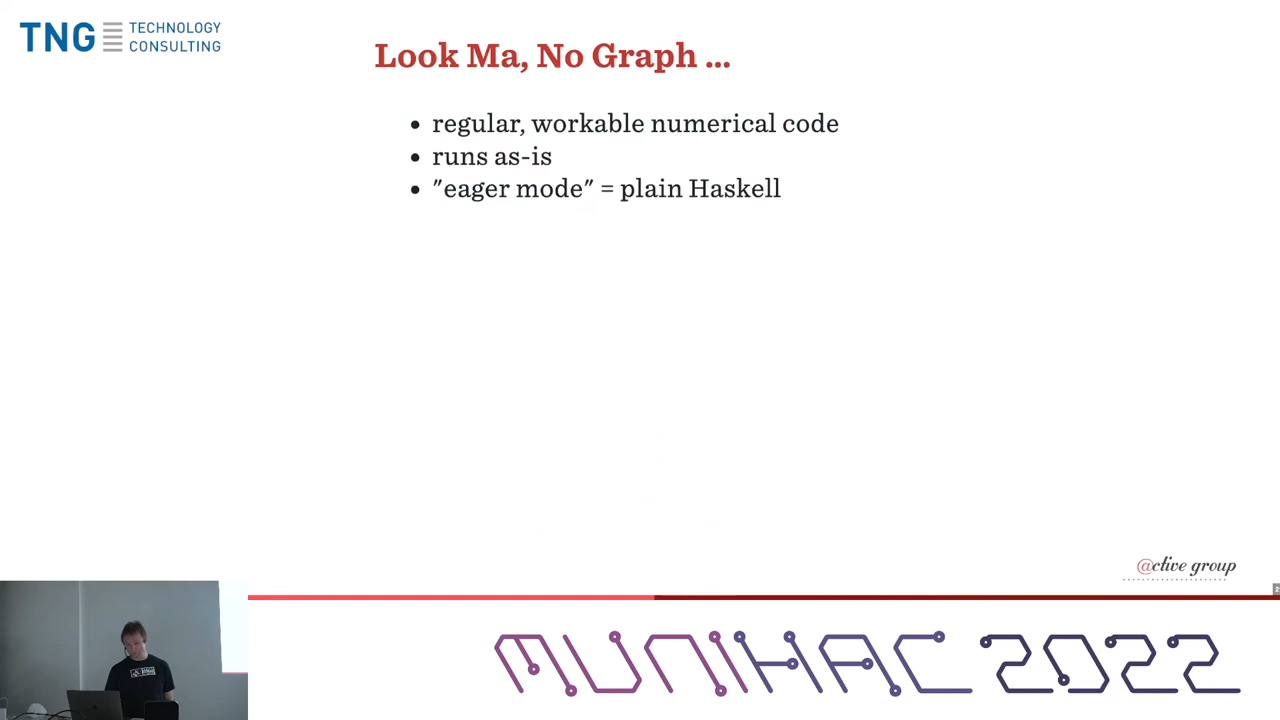 TNG TECHNOLOGY
CONSULTING
Look Ma, No Graph ...
regular, workable numerical code
runs as-is
"eager mode" = plain Haskell
@ctive group
MUNIHAC 2022